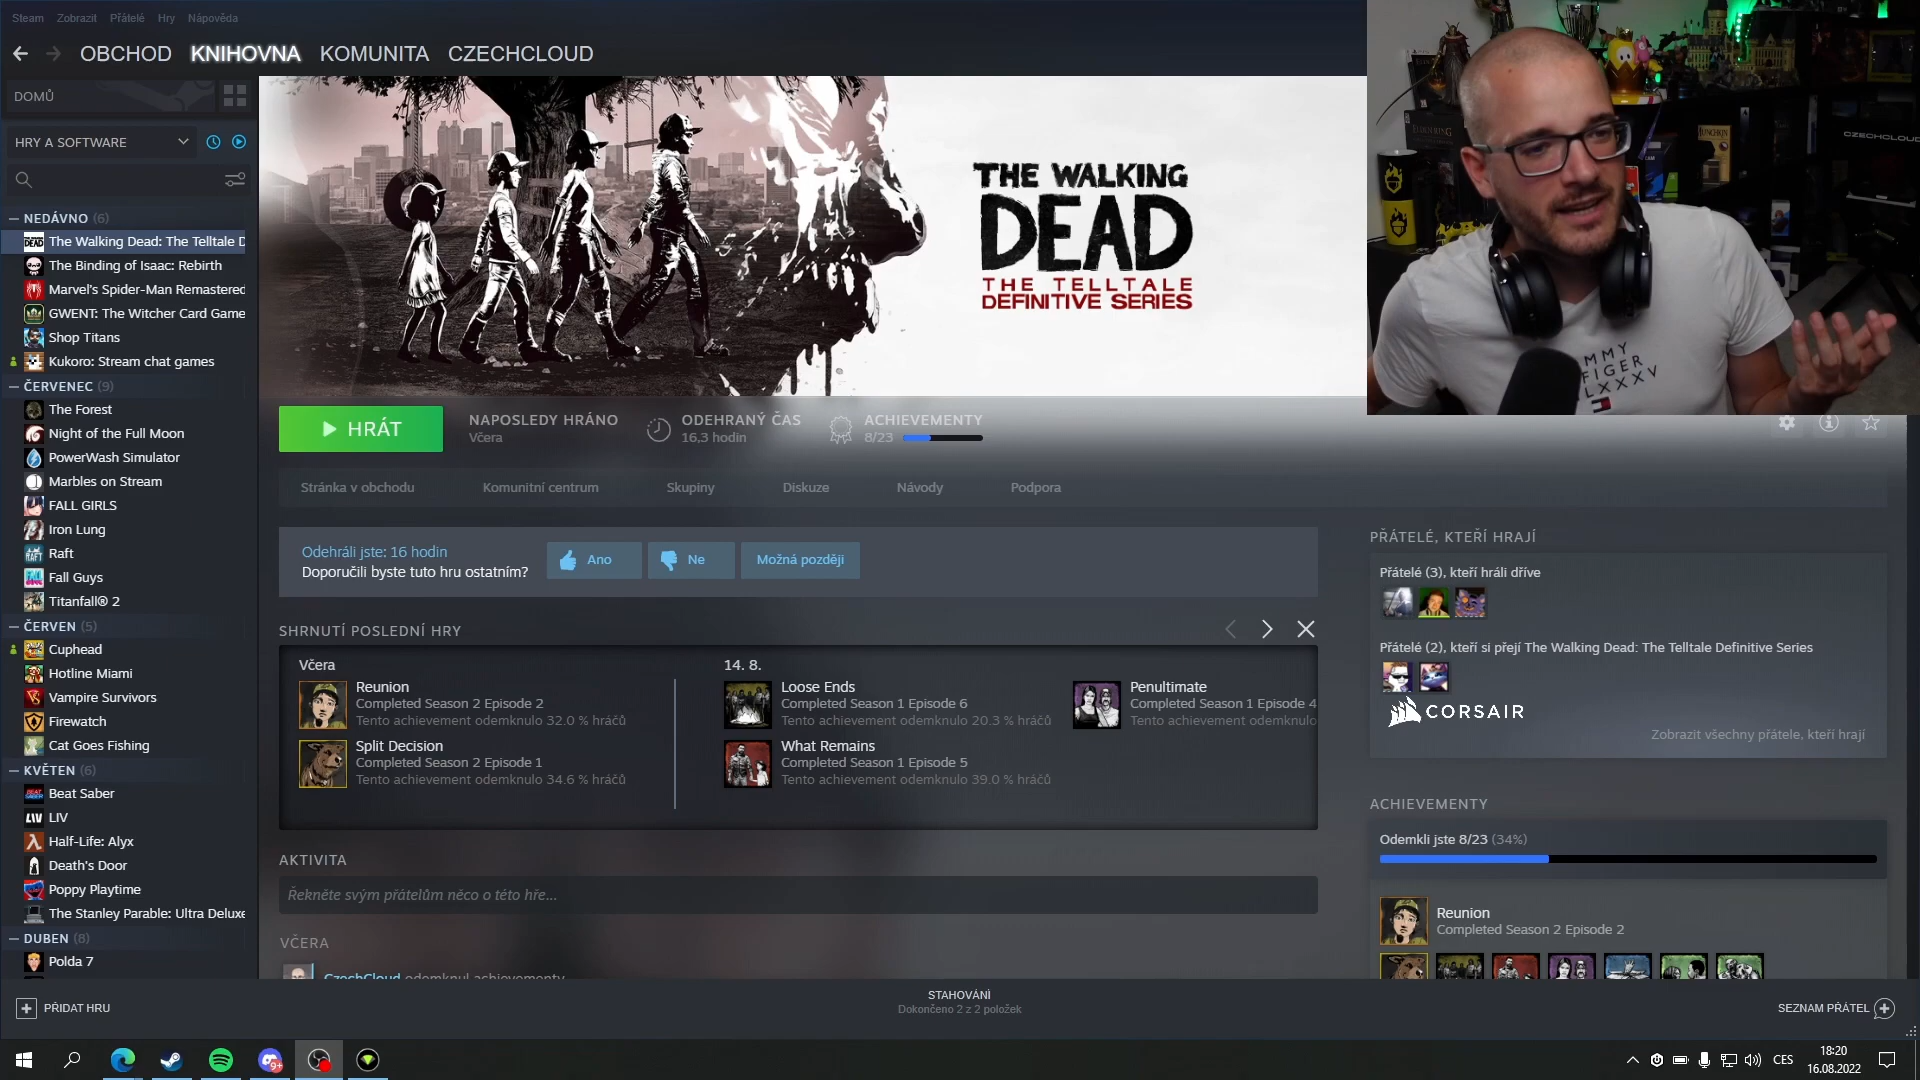 Steam Zobrazit Přátelé Hry Nápověda
OBCHOD KNIHOVNA KOMUNITA CZECHCLOUD
DOMŮ
HRY A SOFTWARE
NEDÁVNO (6)
The Walking Dead: The Telltale D
The Binding of Isaac: Rebirth
Marvel's Spider-Man Remastered
GWENT: The Witcher Card Game
Shop Titans
Kukoro: Stream chat games
ČERVENEC (9)
The Forest
Night of the Full Moon
PowerWash Simulator
Marbles on Stream
FALL GIRLS
Iron Lung
Raft
Fall Guys
Titanfall® 2
ČERVEN (5)
Cuphead
Hotline Miami
Vampire Survivors
Firewatch
Cat Goes Fishing
KVĚTEN (6)
Beat Saber
LIV
Half-Life: Alyx
Death's Door
Poppy Playtime
The Stanley Parable: Ultra Deluxe
DUBEN (8)
Polda 7
THE WALKING
DEAD
THE TELLTALE
DEFINITIVE SERIES
MUNCHKIN
CZECHCLOUD
MMY
FIGER
LXXXV
HRÁT
NAPOSLEDY HRÁNO
Včera
ODEHRANÝ ČAS
16,3 hodin
ACHIEVEMENTY
8/23
Stránka v obchodu Komunitní centrum Skupiny Diskuze Návody Podpora
Odehráli jste: 16 hodin
Doporučili byste tuto hru ostatním?
Ano Ne Možná později
SHRNUTÍ POSLEDNÍ HRY
Včera
Reunion
Completed Season 2 Episode 2
Tento achievement odemknulo 32.0 % hráčů
Split Decision
Completed Season 2 Episode 1
Tento achievement odemknulo 34.6 % hráčů
14. 8.
Loose Ends
Completed Season 1 Episode 6
Tento achievement odemknulo 20.3 % hráčů
What Remains
Completed Season 1 Episode 5
Tento achievement odemknulo 39.0 % hráčů
Penultimate
Completed Season 1 Episode 4
Tento achievement odemknulo
AKTIVITA
Řekněte svým přátelům něco o této hře...
VČERA
CzechCloud odemknul achievementy
PŘÁTELÉ, KTEŘÍ HRAJÍ
Přátelé (3), kteří hráli dříve
Přátelé (2), kteří si přejí The Walking Dead: The Telltale Definitive Series
CORSAIR
Zobrazit všechny přátele, kteří hrají
ACHIEVEMENTY
Odemkli jste 8/23 (34%)
Reunion
Completed Season 2 Episode 2
PŘIDAT HRU
STAHOVÁNÍ
Dokončeno 2 z 2 položek
SEZNAM PŘÁTEL
9+
CES
18:20
16.08.2022